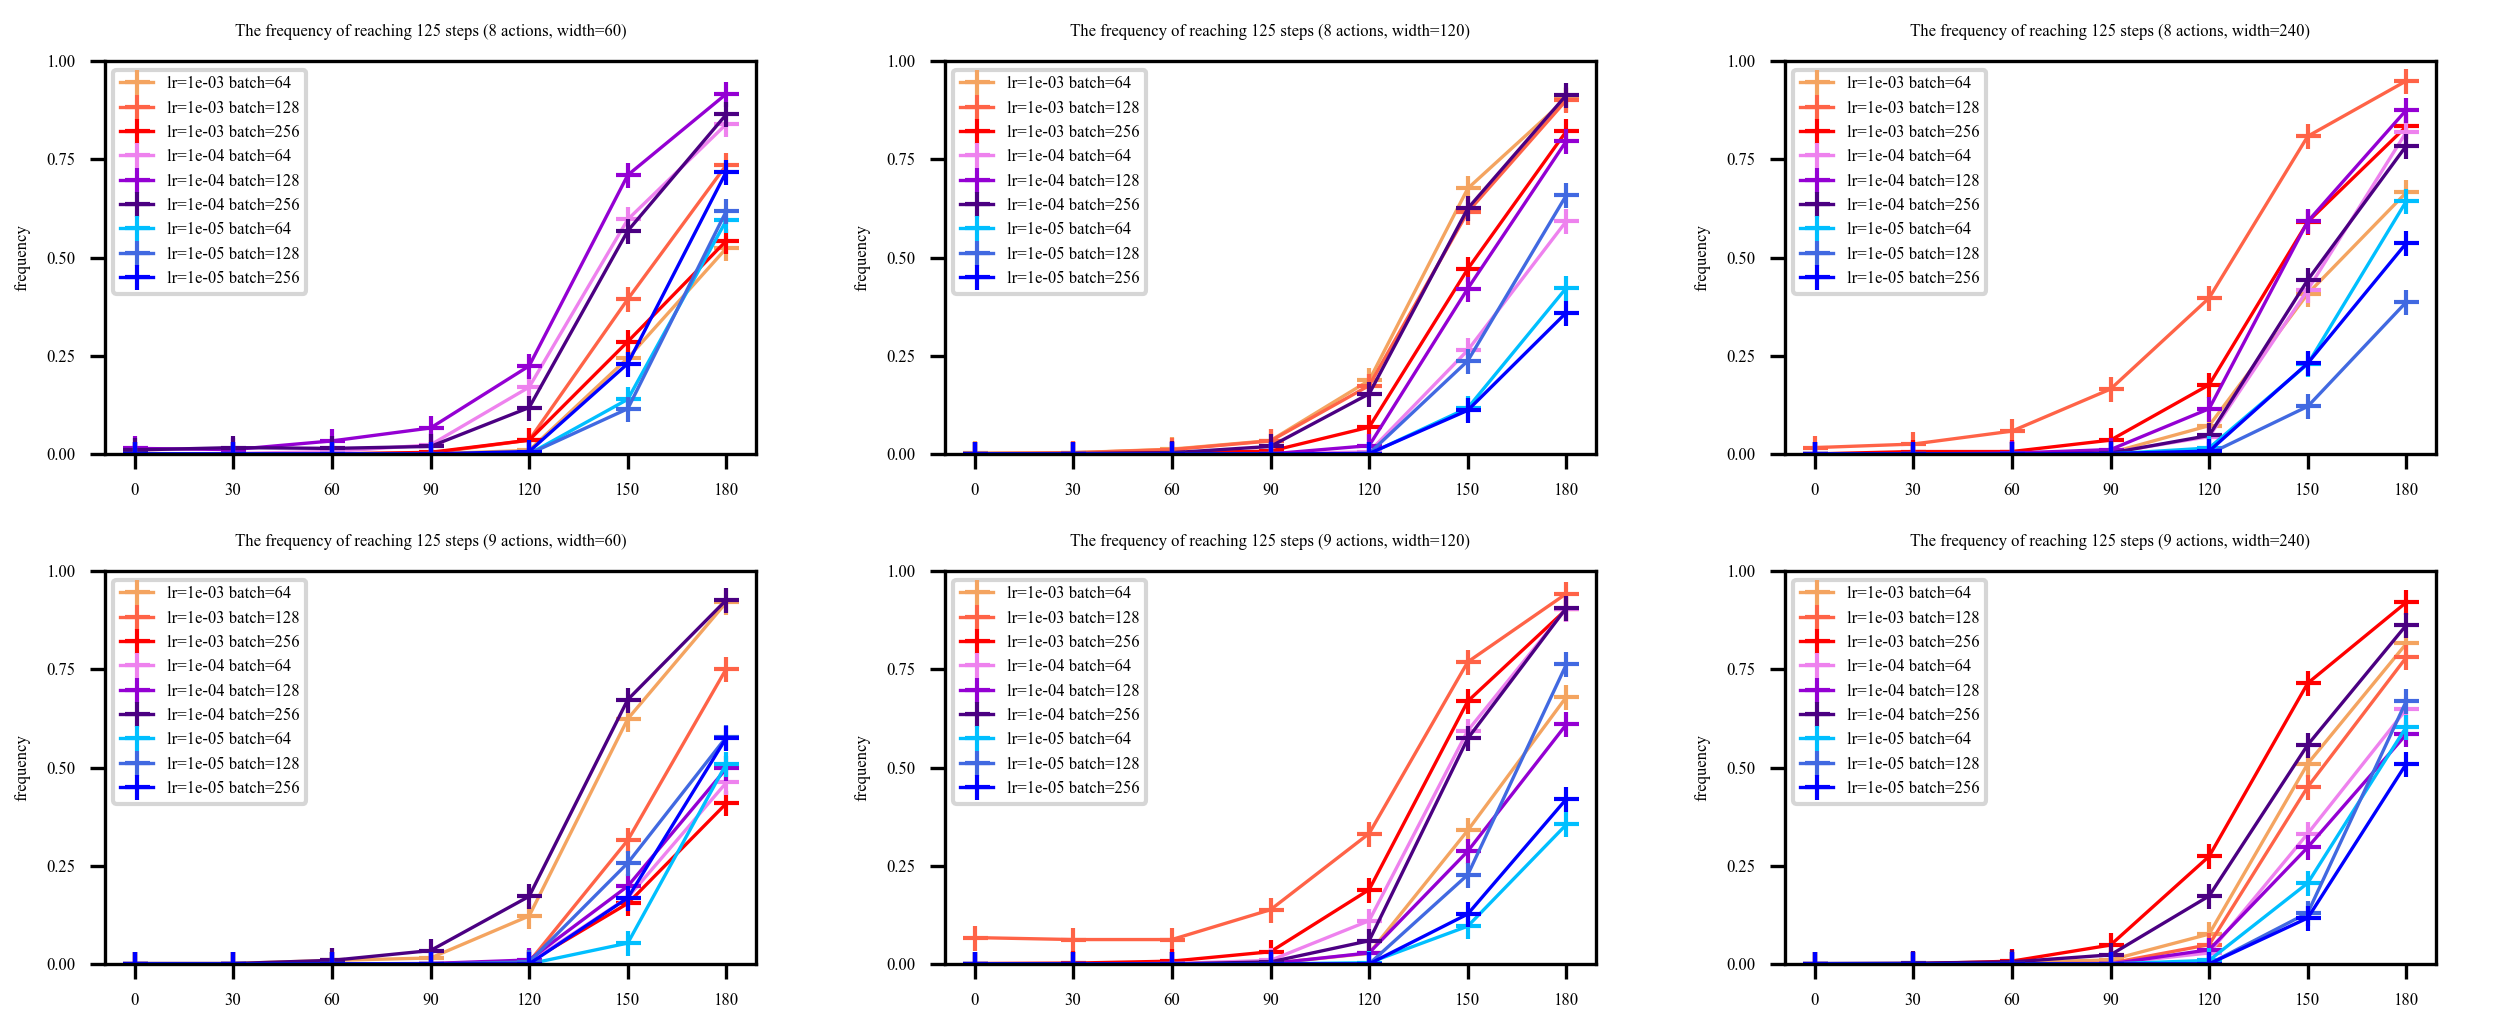 The frequency of reaching 125 steps (8 actions, width=60)
1.00
0.75
0.50
0.25
0.00
frequency
lr=1e-03 batch=64
lr=1e-03 batch=128
lr=1e-03 batch=256
lr=1e-04 batch=64
lr=1e-04 batch=128
lr=1e-04 batch=256
lr=1e-05 batch=64
lr=1e-05 batch=128
lr=1e-05 batch=256
0 30 60 90 120 150 180
The frequency of reaching 125 steps (8 actions, width=120)
1.00
0.75
0.50
0.25
0.00
frequency
lr=1e-03 batch=64
lr=1e-03 batch=128
lr=1e-03 batch=256
lr=1e-04 batch=64
lr=1e-04 batch=128
lr=1e-04 batch=256
lr=1e-05 batch=64
lr=1e-05 batch=128
lr=1e-05 batch=256
0 30 60 90 120 150 180
The frequency of reaching 125 steps (8 actions, width=240)
1.00
0.75
0.50
0.25
0.00
frequency
lr=1e-03 batch=64
lr=1e-03 batch=128
lr=1e-03 batch=256
lr=1e-04 batch=64
lr=1e-04 batch=128
lr=1e-04 batch=256
lr=1e-05 batch=64
lr=1e-05 batch=128
lr=1e-05 batch=256
0 30 60 90 120 150 180
The frequency of reaching 125 steps (9 actions, width=60)
1.00
0.75
0.50
0.25
0.00
frequency
lr=1e-03 batch=64
lr=1e-03 batch=128
lr=1e-03 batch=256
lr=1e-04 batch=64
lr=1e-04 batch=128
lr=1e-04 batch=256
lr=1e-05 batch=64
lr=1e-05 batch=128
lr=1e-05 batch=256
0 30 60 90 120 150 180
The frequency of reaching 125 steps (9 actions, width=120)
1.00
0.75
0.50
0.25
0.00
frequency
lr=1e-03 batch=64
lr=1e-03 batch=128
lr=1e-03 batch=256
lr=1e-04 batch=64
lr=1e-04 batch=128
lr=1e-04 batch=256
lr=1e-05 batch=64
lr=1e-05 batch=128
lr=1e-05 batch=256
0 30 60 90 120 150 180
The frequency of reaching 125 steps (9 actions, width=240)
1.00
0.75
0.50
0.25
0.00
frequency
lr=1e-03 batch=64
lr=1e-03 batch=128
lr=1e-03 batch=256
lr=1e-04 batch=64
lr=1e-04 batch=128
lr=1e-04 batch=256
lr=1e-05 batch=64
lr=1e-05 batch=128
lr=1e-05 batch=256
0 30 60 90 120 150 180